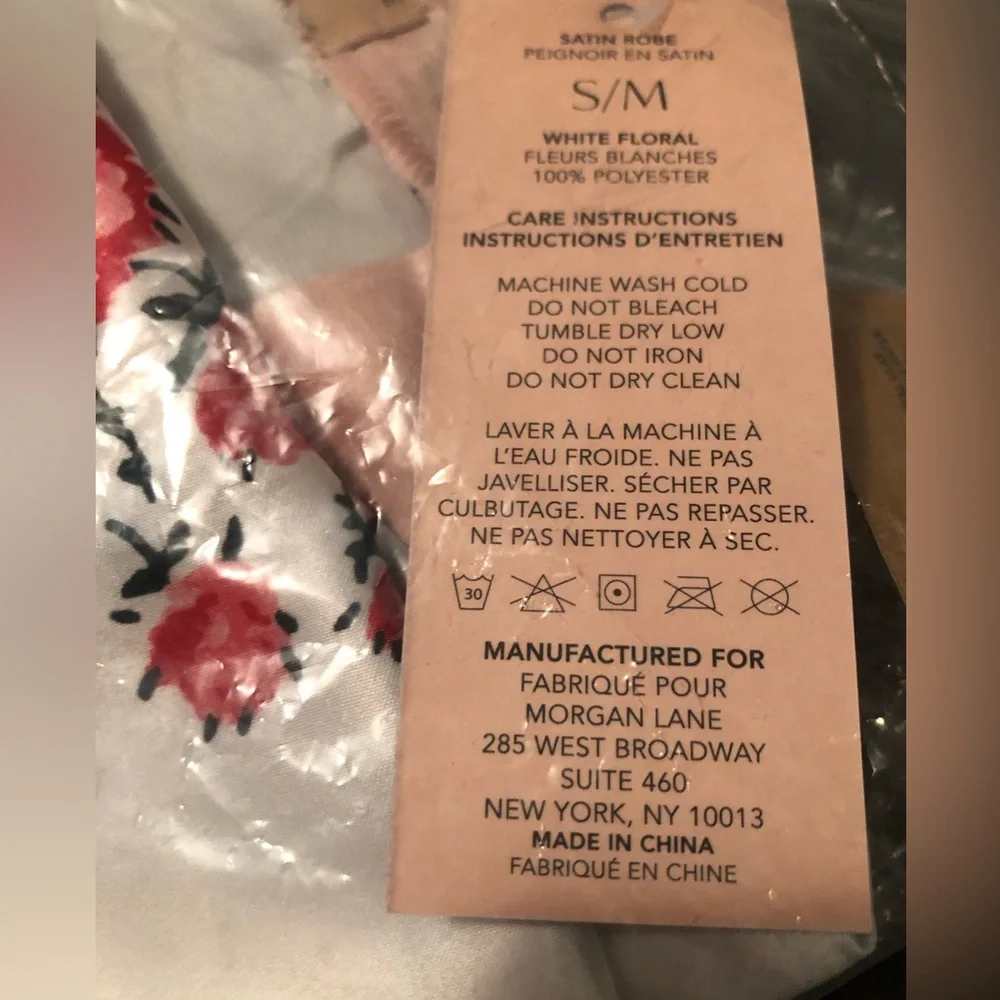 SATIN ROBE
PEIGNOIR EN SATIN
S/M
WHITE FLORAL
FLEURS BLANCHES
100% POLYESTER
CARE INSTRUCTIONS
INSTRUCTIONS D'ENTRETIEN
MACHINE WASH COLD
DO NOT BLEACH
TUMBLE DRY LOW
DO NOT IRON
DO NOT DRY CLEAN
LAVER À LA MACHINE À
L'EAU FROIDE. NE PAS
JAVELLISER. SÉCHER PAR
CULBUTAGE. NE PAS REPASSER.
NE PAS NETTOYER À SEC.
30
MANUFACTURED FOR
FABRIQUÉ POUR
MORGAN LANE
285 WEST BROADWAY
SUITE 460
NEW YORK, NY 10013
MADE IN CHINA
FABRIQUÉ EN CHINE